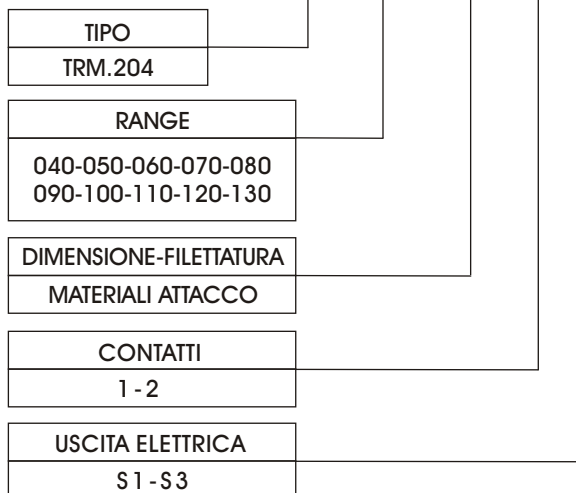 TIPO
TRM.204
RANGE
040-050-060-070-080
090-100-110-120-130
DIMENSIONE-FILETTATURA
MATERIALI ATTACCO
CONTATTI
1-2
USCITA ELETTRICA
S1-S3